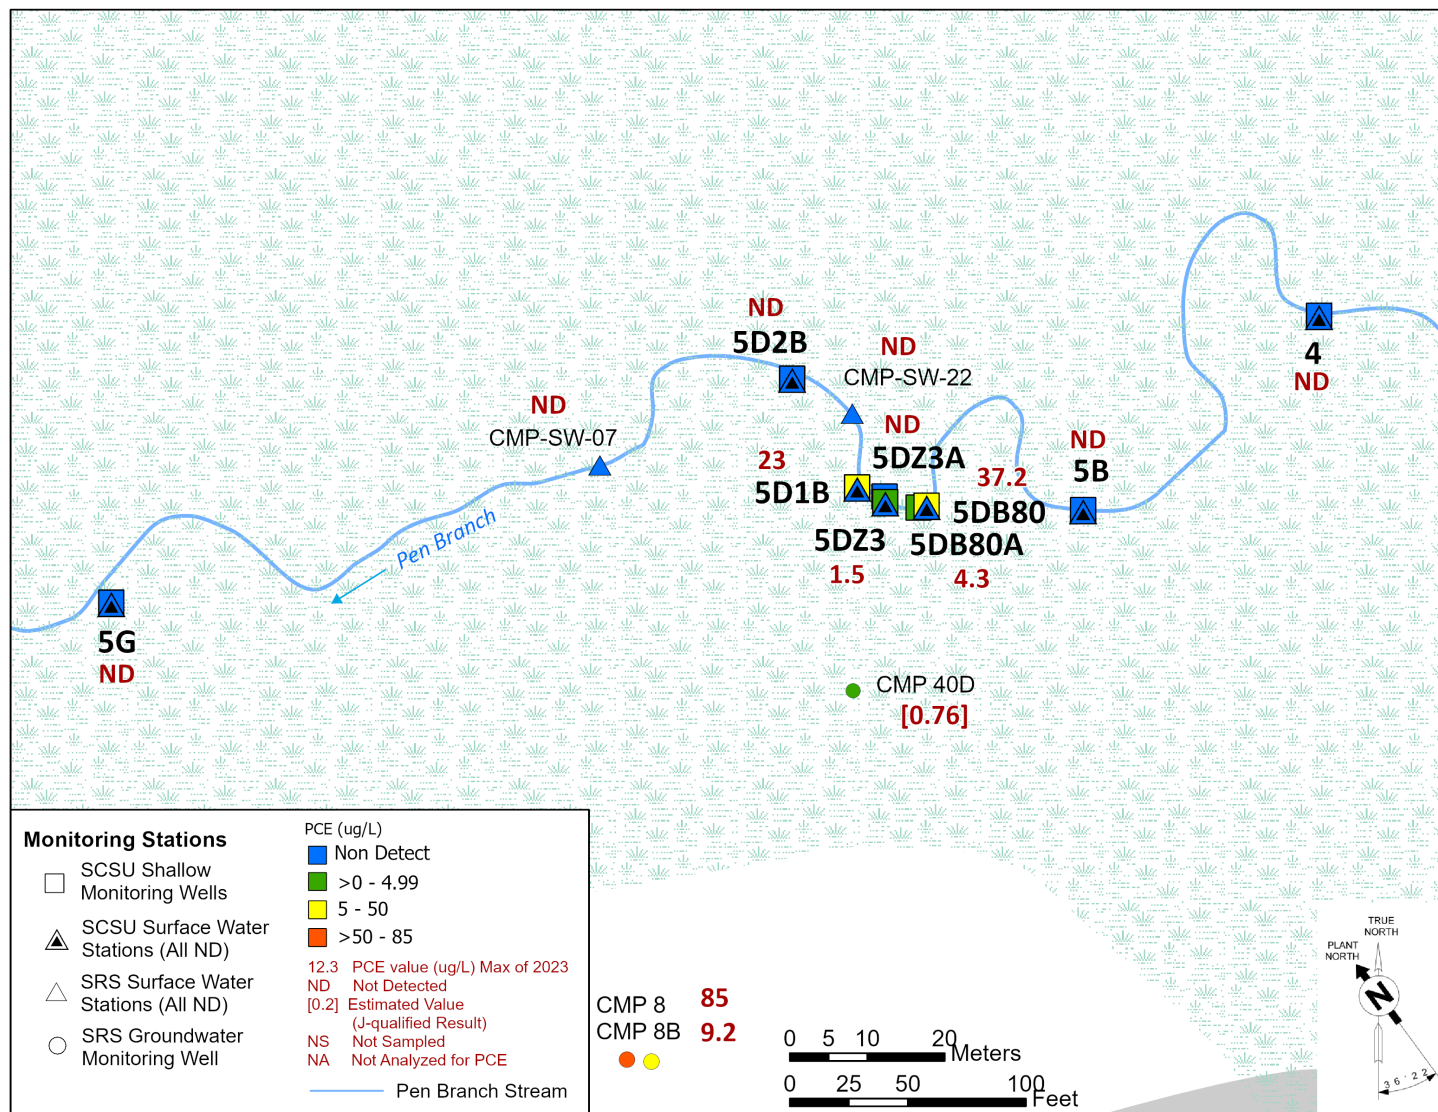 ND
5D2B
ND
CMP-SW-22
4
ND
ND
CMP-SW-07
ND
5DZ3A
ND
5B
23
5D1B
37.2
5DB80
5DZ3
1.5
5DB80A
4.3
Pen Branch
5G
ND
CMP 40D
[0.76]
Monitoring Stations
SCSU Shallow
Monitoring Wells
SCSU Surface Water
Stations (All ND)
SRS Surface Water
Stations (All ND)
SRS Groundwater
Monitoring Well
PCE (ug/L)
Non Detect
>0 - 4.99
5 - 50
>50 - 85
12.3 PCE value (ug/L) Max of 2023
ND Not Detected
[0.2] Estimated Value
(J-qualified Result)
NS Not Sampled
NA Not Analyzed for PCE
Pen Branch Stream
CMP 8 85
CMP 8B 9.2
0 5 10 20
Meters
0 25 50 100
Feet
TRUE
NORTH
PLANT
NORTH
N
36°22'